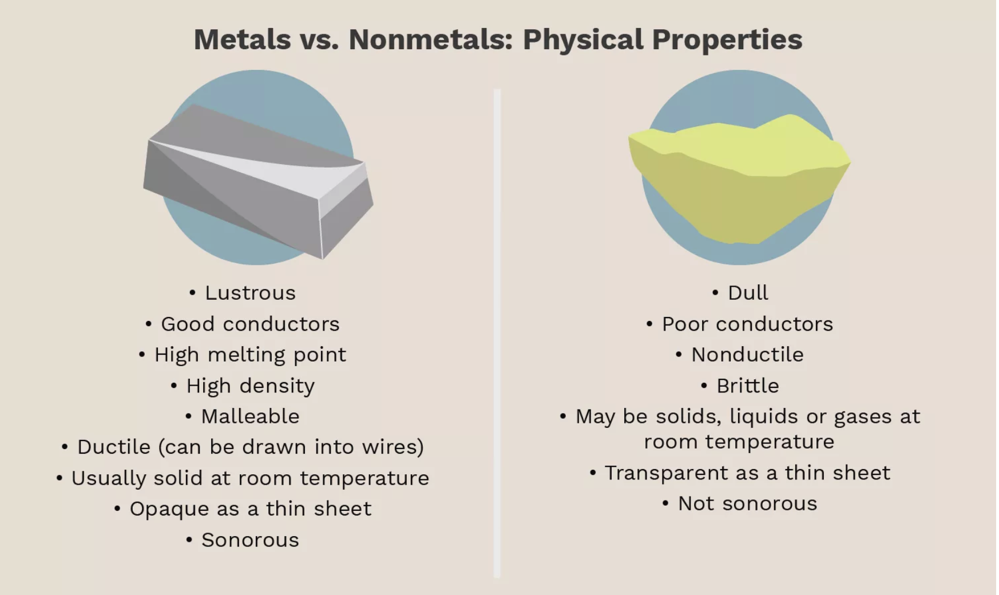 Metals vs. Nonmetals: Physical Properties
• Lustrous
• Good conductors
• High melting point
• High density
• Malleable
• Ductile (can be drawn into wires)
• Usually solid at room temperature
• Opaque as a thin sheet
• Sonorous
• Dull
• Poor conductors
• Nonductile
• Brittle
• May be solids, liquids or gases at
room temperature
• Transparent as a thin sheet
• Not sonorous